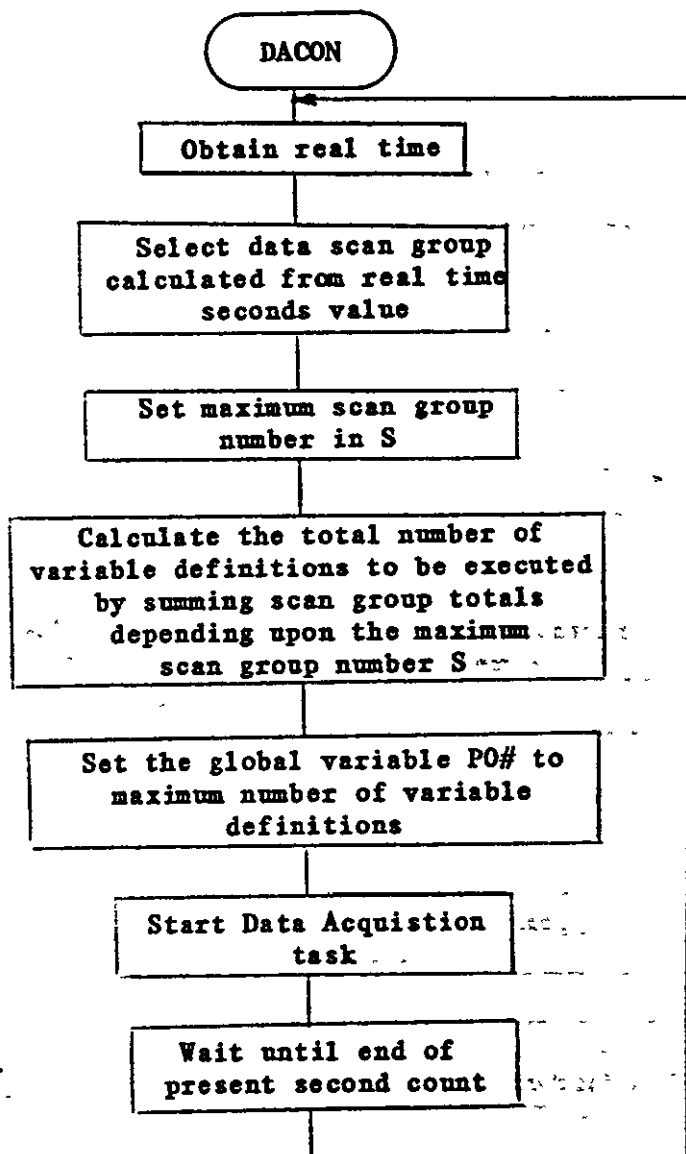 DACON
Obtain real time
Select data scan group
calculated from real time
seconds value
Set maximum scan group
number in S
Calculate the total number of
variable definitions to be executed
by summing scan group totals
depending upon the maximum
scan group number S
Set the global variable PO# to
maximum number of variable
definitions
Start Data Acquistion
task
Wait until end of
present second count